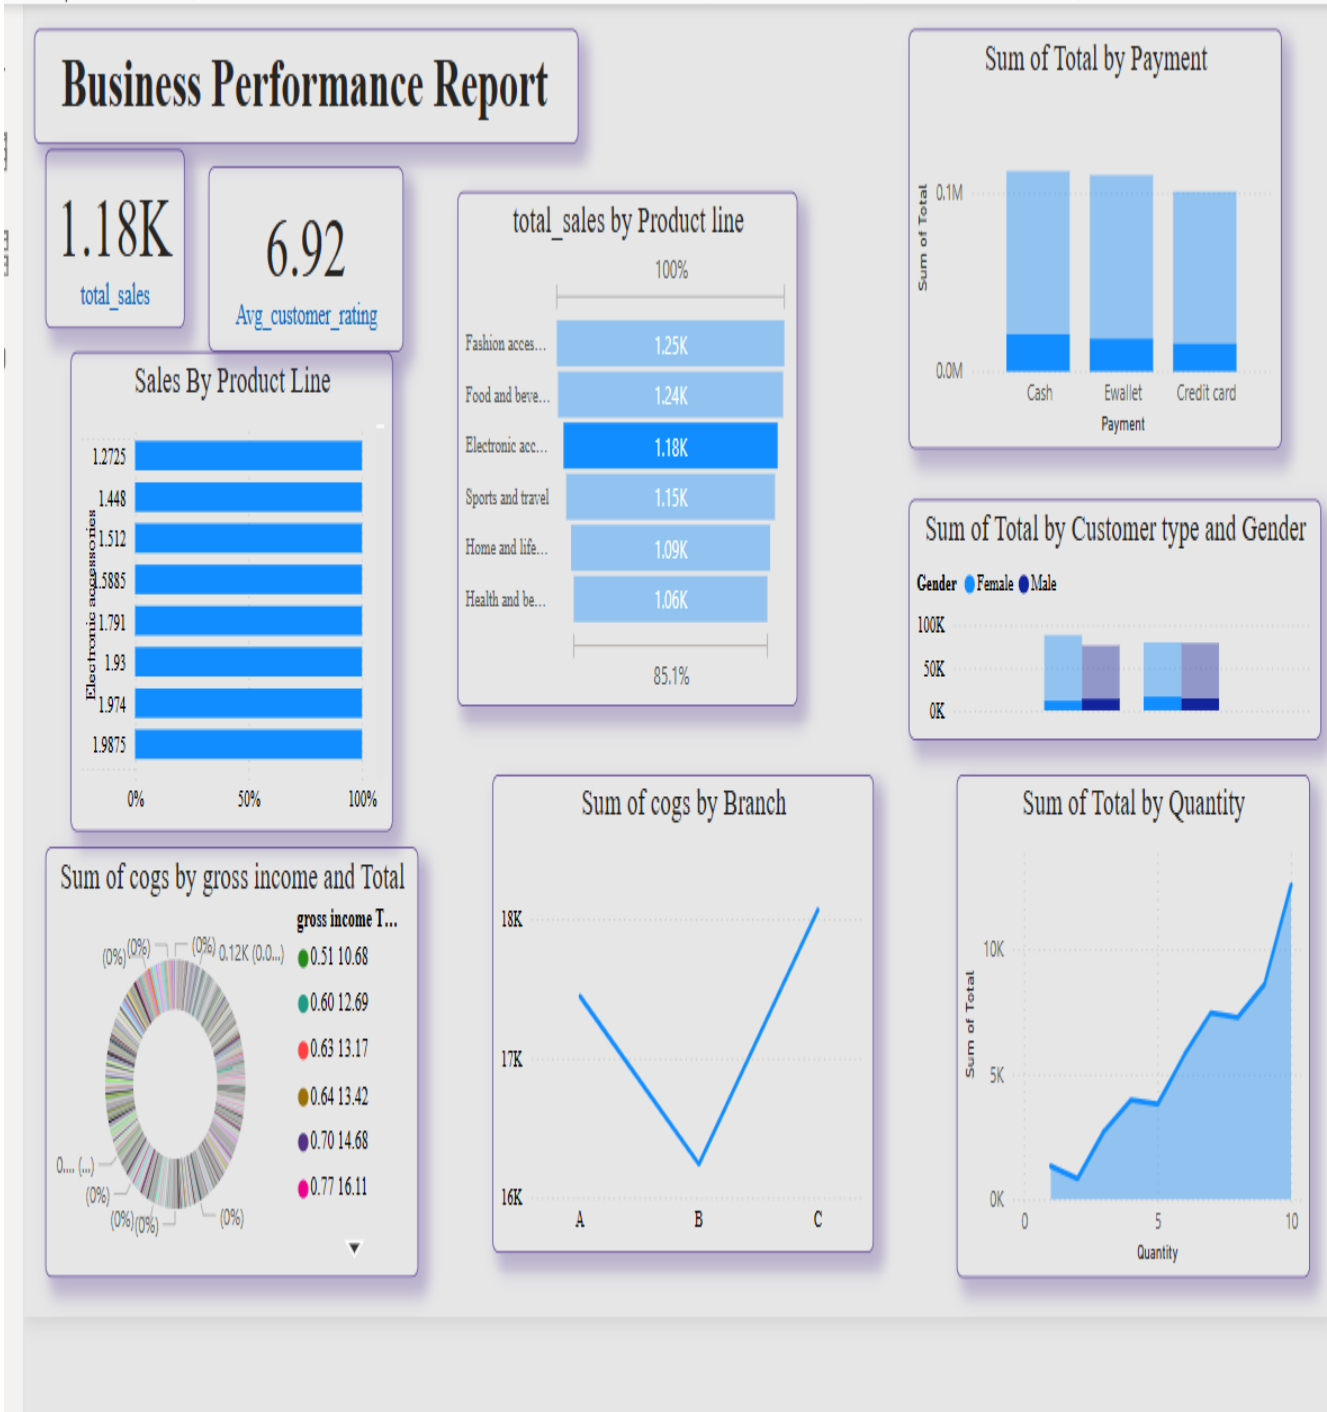 Business Performance Report
1.18K
total_sales
6.92
Avg_customer_rating
Sales By Product Line
Electronic accessories
1.2725
1.448
1.512
1.5885
1.791
1.93
1.974
1.9875
0% 50% 100%
total_sales by Product line
100%
Fashion acces... 1.25K
Food and beve... 1.24K
Electronic acc... 1.18K
Sports and travel 1.15K
Home and life... 1.09K
Health and be... 1.06K
85.1%
Sum of Total by Payment
Sum of Total
0.1M
0.0M
Cash Ewallet Credit card
Payment
Sum of Total by Customer type and Gender
Gender Female Male
100K
50K
0K
Sum of cogs by gross income and Total
gross income T...
(0%) (0%) (0%) 0.12K (0.0...)
0.51 10.68
0.60 12.69
0.63 13.17
0.64 13.42
0.70 14.68
0.77 16.11
0.... (...)
(0%)
(0%) (0%) (0%)
Sum of cogs by Branch
18K
17K
16K
A B C
Sum of Total by Quantity
Sum of Total
10K
5K
0K
0 5 10
Quantity